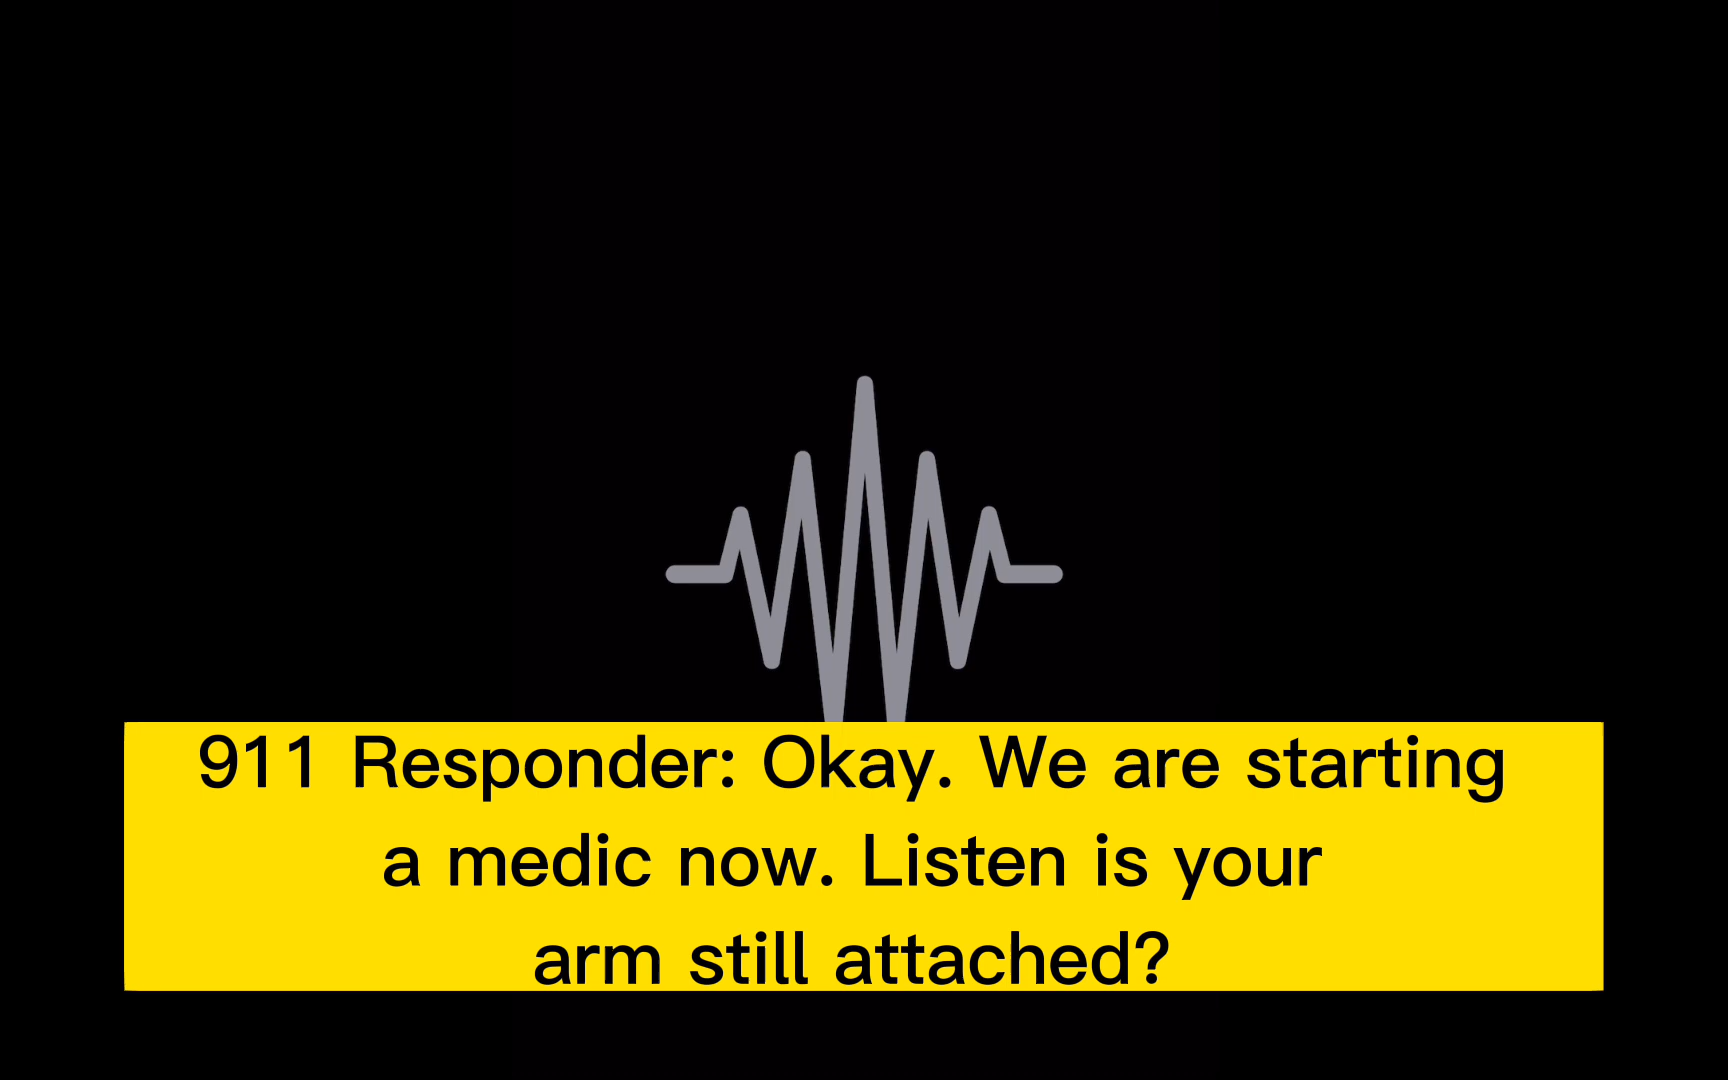 911 Responder: Okay. We are starting
a medic now. Listen is your
arm still attached?